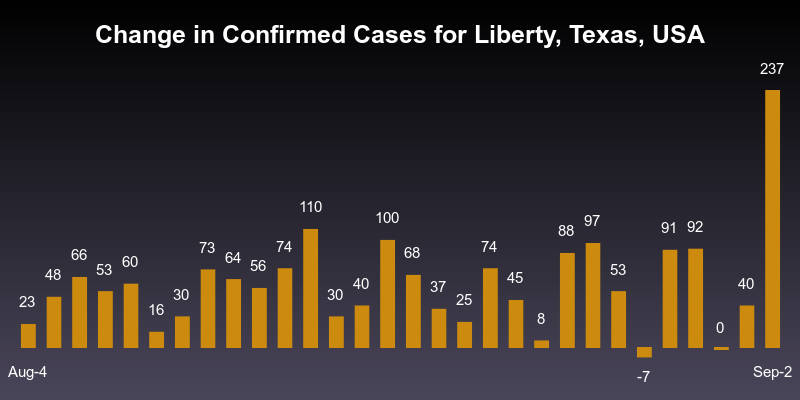 Change in Confirmed Cases for Liberty, Texas, USA
23 48 66 53 60 16 30 73 64 56 74 110 30 40 100 68 37 25 74 45 8 88 97 53 -7 91 92 0 40 237
Aug-4 Sep-2